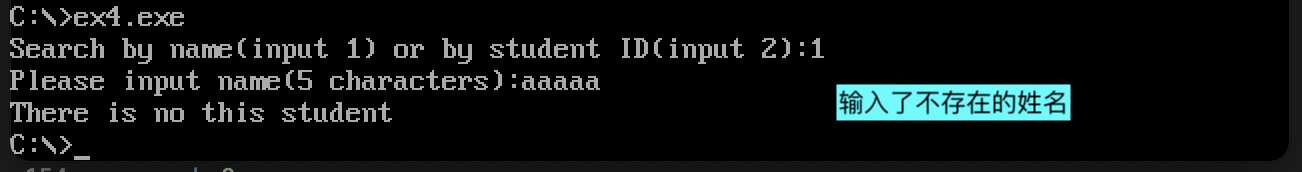 C:\>ex4.exe
Search by name(input 1) or by student ID(input 2):1
Please input name(5 characters):aaaaa
There is no this student
输入了不存在的姓名
C:\>_